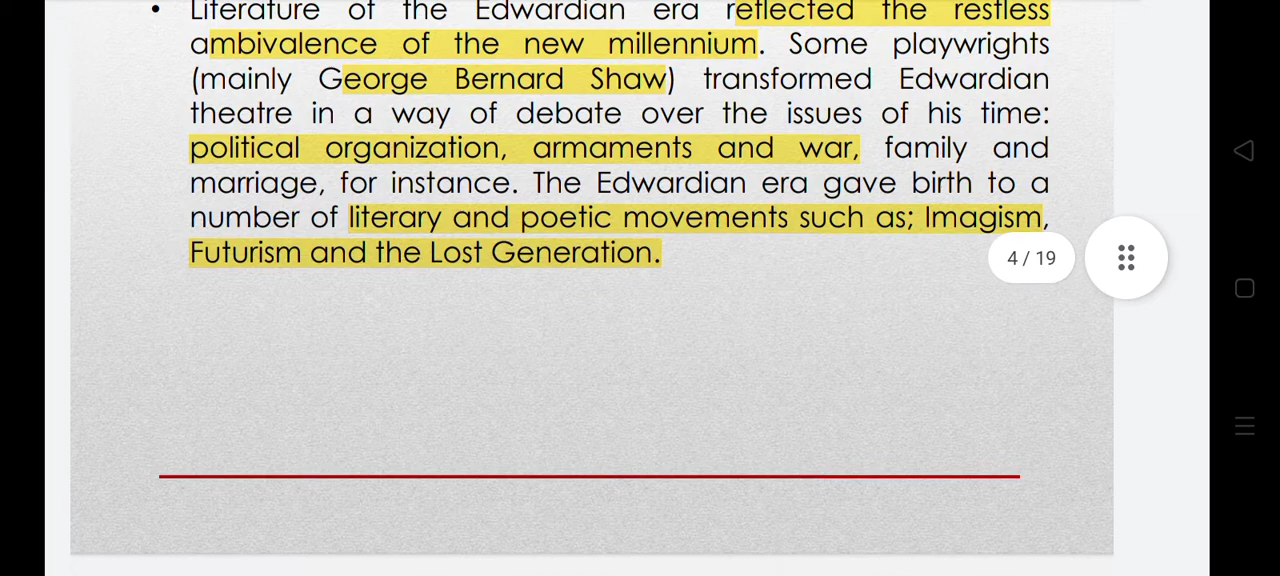 • Literature of the Edwardian era reflected the restless
ambivalence of the new millennium. Some playwrights
(mainly George Bernard Shaw) transformed Edwardian
theatre in a way of debate over the issues of his time:
political organization, armaments and war, family and
marriage, for instance. The Edwardian era gave birth to a
number of literary and poetic movements such as; Imagism,
Futurism and the Lost Generation.
4 / 19